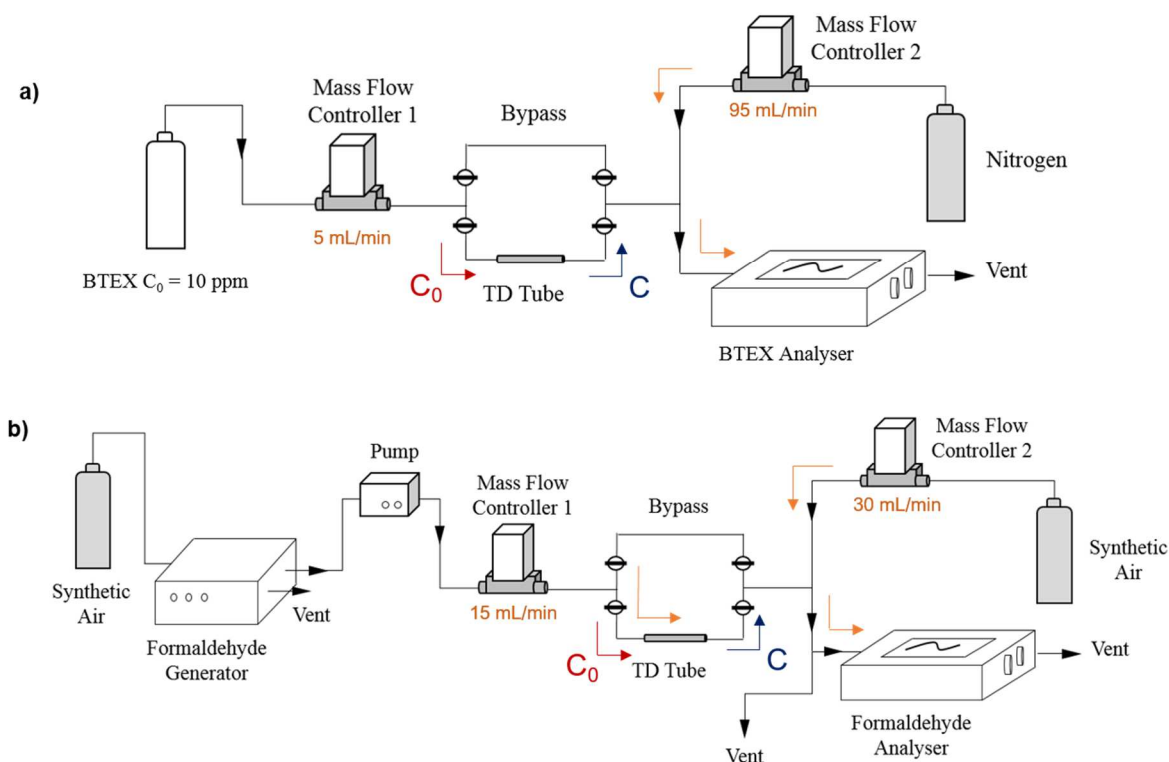 a)
Mass Flow
Controller 1
5 mL/min
BTEX C₀ = 10 ppm
Bypass
C₀
TD Tube
C
Mass Flow
Controller 2
95 mL/min
Nitrogen
Vent
BTEX Analyser
b)
Synthetic
Air
Formaldehyde
Generator
Vent
Pump
Mass Flow
Controller 1
15 mL/min
Bypass
C₀
TD Tube
C
Mass Flow
Controller 2
30 mL/min
Synthetic
Air
Vent
Formaldehyde
Analyser
Vent